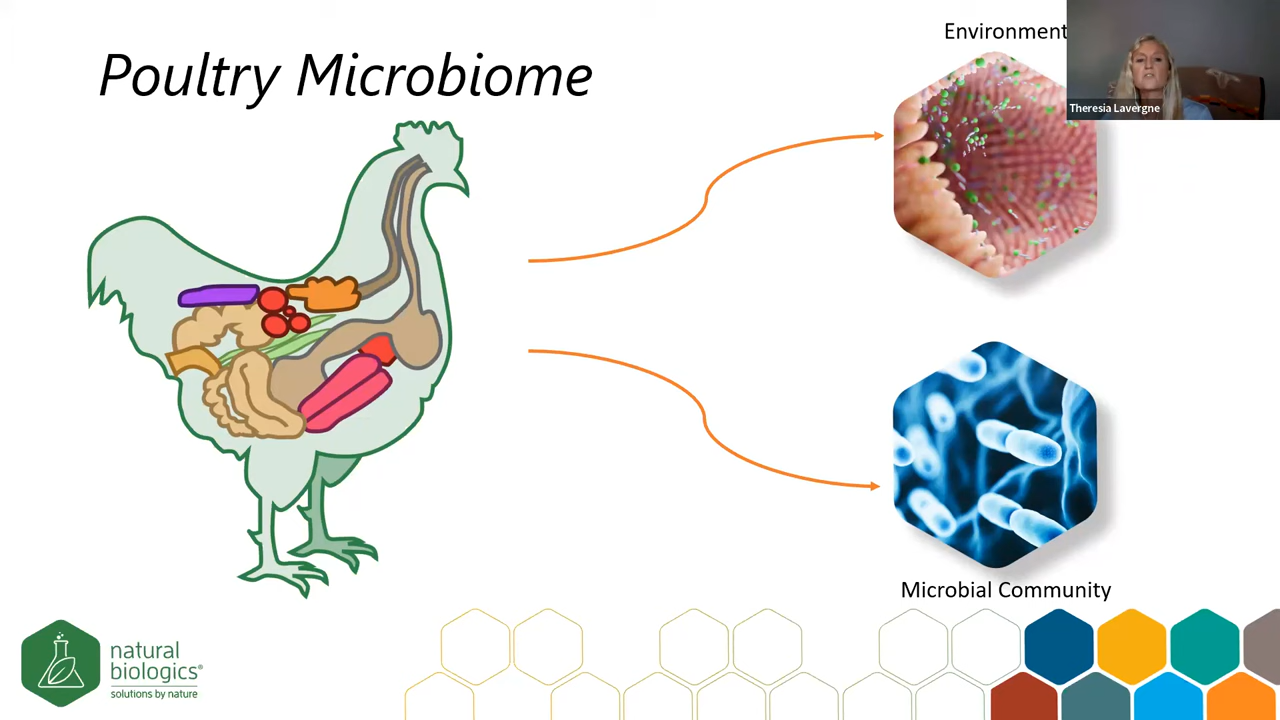 Poultry Microbiome
Environment
Theresia Lavergne
Microbial Community
natural
biologics®
solutions by nature